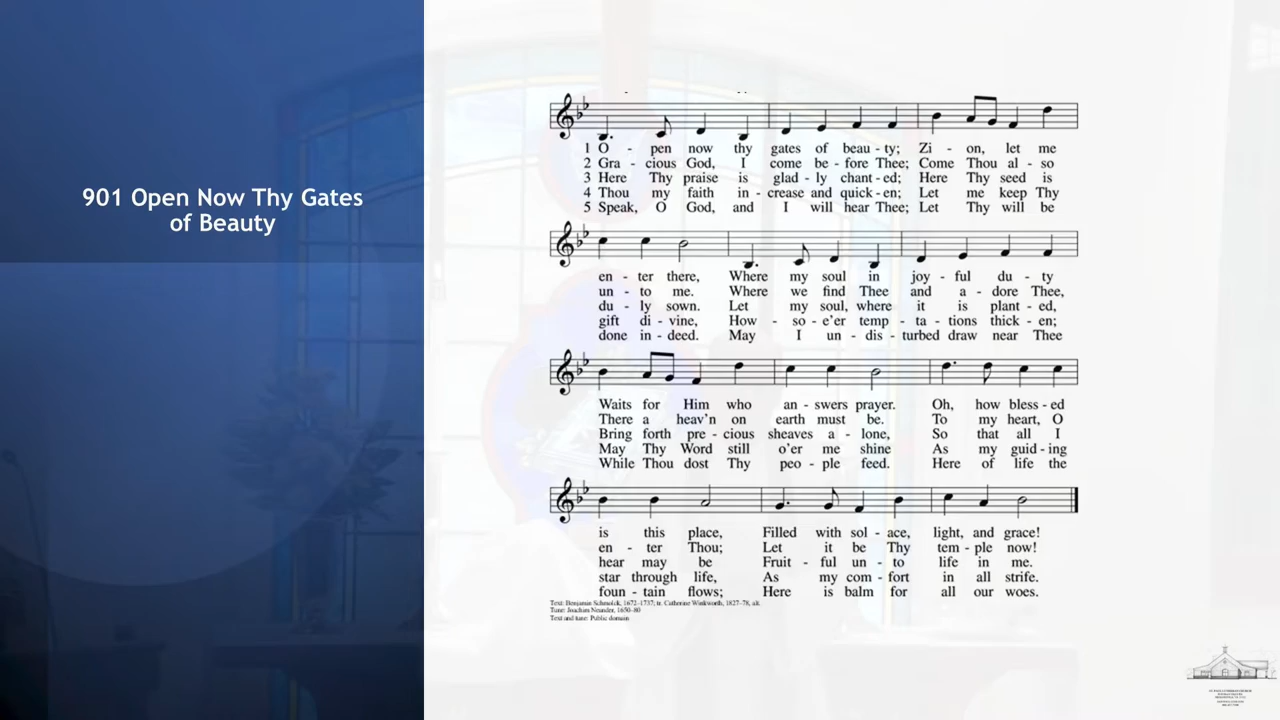 901 Open Now Thy Gates
of Beauty
1 O - pen now thy gates of beau - ty; Zi - on, let me
2 Gra - cious God, I come be - fore Thee; Come Thou al - so
3 Here Thy praise is glad - ly chant - ed; Here Thy seed is
4 Thou my faith in - crease and quick - en; Let me keep Thy
5 Speak, O God, and I will hear Thee; Let Thy will be
en - ter there, Where my soul in joy - ful du - ty
un - to me. Where we find Thee and a - dore Thee,
du - ly sown. Let my soul, where it is plant - ed,
gift di - vine, How - so - e'er temp - ta - tions thick - en;
done in - deed. May I un - dis - turbed draw near Thee
Waits for Him who an - swers prayer. Oh, how bless - ed
There a heav'n on earth must be. To my heart, O
Bring forth pre - cious sheaves a - lone, So that all I
May Thy Word still o'er me shine As my guid - ing
While Thou dost Thy peo - ple feed. Here of life the
is this place, Filled with sol - ace, light, and grace!
en - ter Thou; Let it be Thy tem - ple now!
hear may be Fruit - ful un - to life in me.
star through life, As my com - fort in all strife.
foun - tain flows; Here is balm for all our woes.
Text: Benjamin Schmolck, 1672–1737; tr. Catherine Winkworth, 1827–78, alt.
Tune: Joachim Neander, 1650–80
Text and tune: Public domain